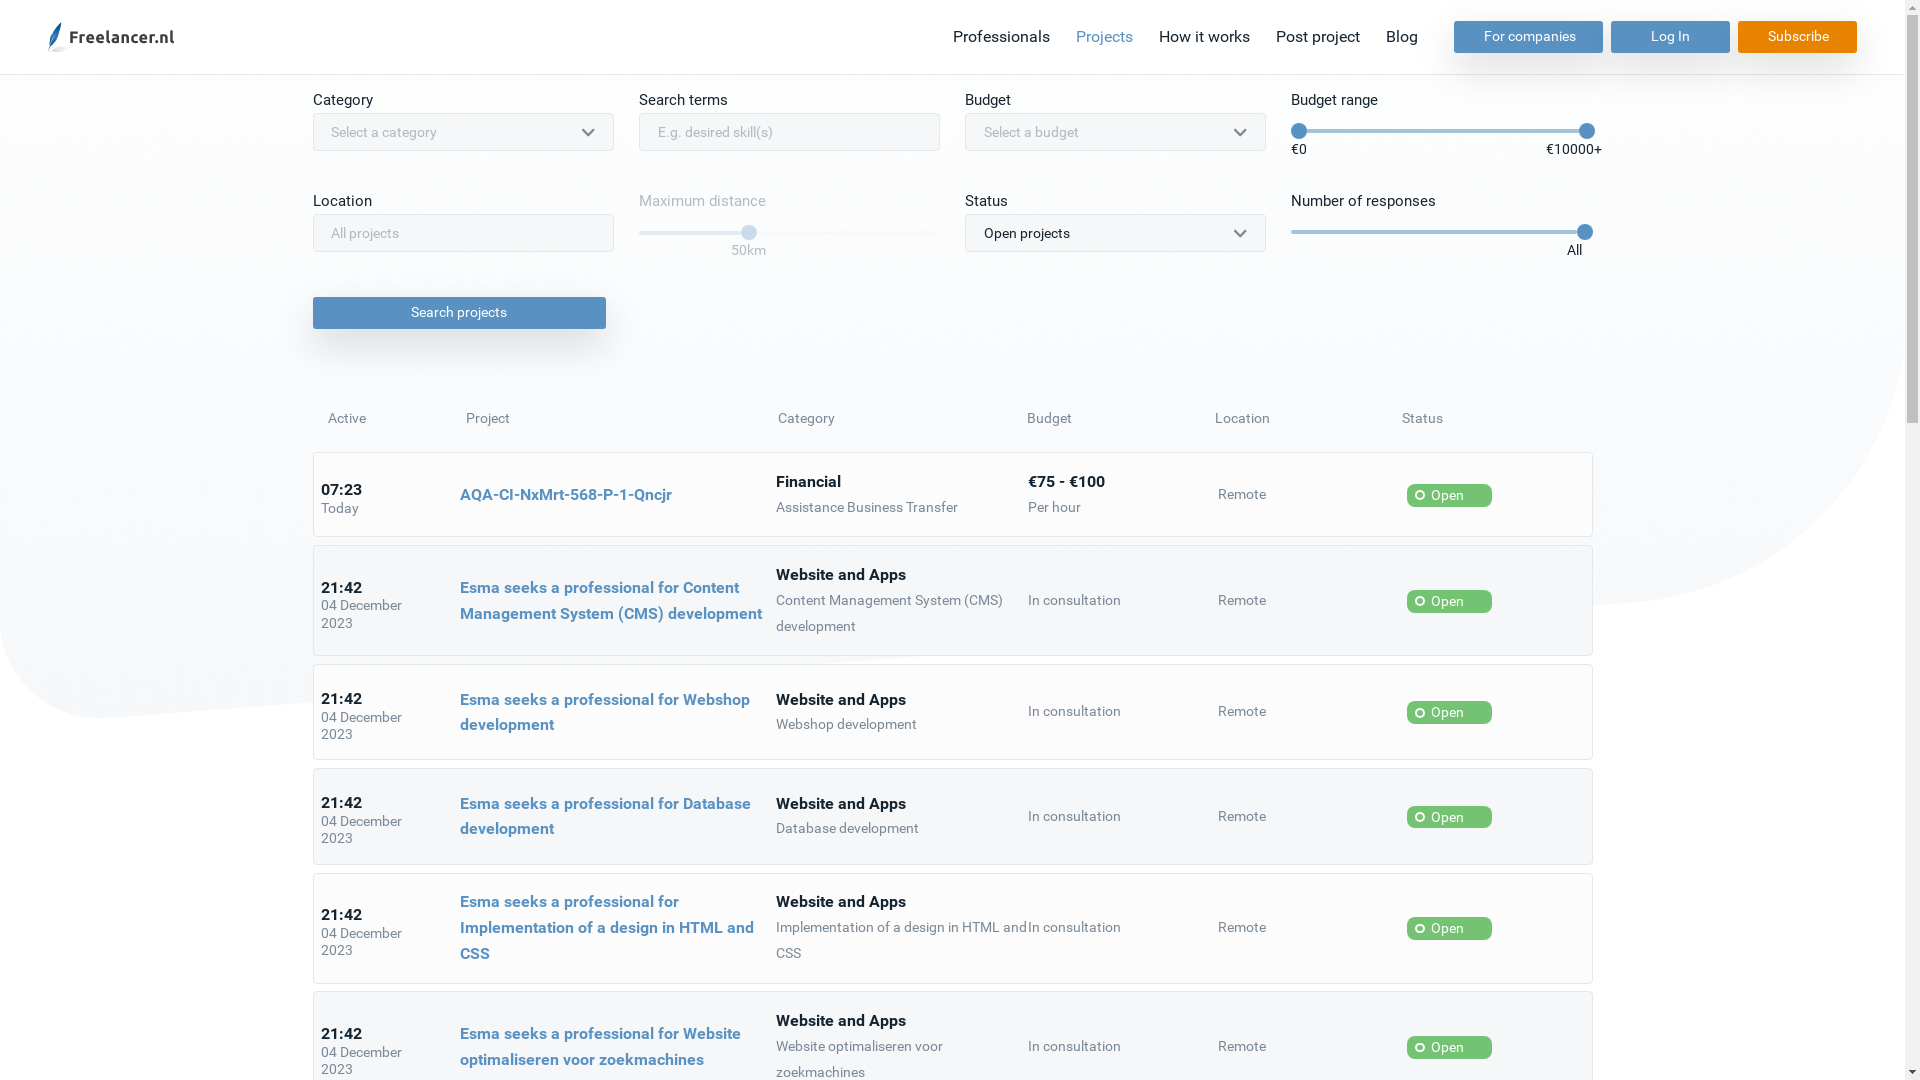 Freelancer.nl
Professionals Projects How it works Post project Blog For companies Log In Subscribe
Category Search terms Budget Budget range
Select a category E.g. desired skill(s) Select a budget
€0 €10000+
Location Maximum distance Status Number of responses
All projects Open projects
50km All
Search projects
Active Project Category Budget Location Status
07:23
Today
AQA-CI-NxMrt-568-P-1-Qncjr
Financial
Assistance Business Transfer
€75 - €100
Per hour
Remote
Open
21:42
04 December
2023
Esma seeks a professional for Content
Management System (CMS) development
Website and Apps
Content Management System (CMS)
development
In consultation
Remote
Open
21:42
04 December
2023
Esma seeks a professional for Webshop
development
Website and Apps
Webshop development
In consultation
Remote
Open
21:42
04 December
2023
Esma seeks a professional for Database
development
Website and Apps
Database development
In consultation
Remote
Open
21:42
04 December
2023
Esma seeks a professional for
Implementation of a design in HTML and
CSS
Website and Apps
Implementation of a design in HTML and
CSS
In consultation
Remote
Open
21:42
04 December
2023
Esma seeks a professional for Website
optimaliseren voor zoekmachines
Website and Apps
Website optimaliseren voor
zoekmachines
In consultation
Remote
Open